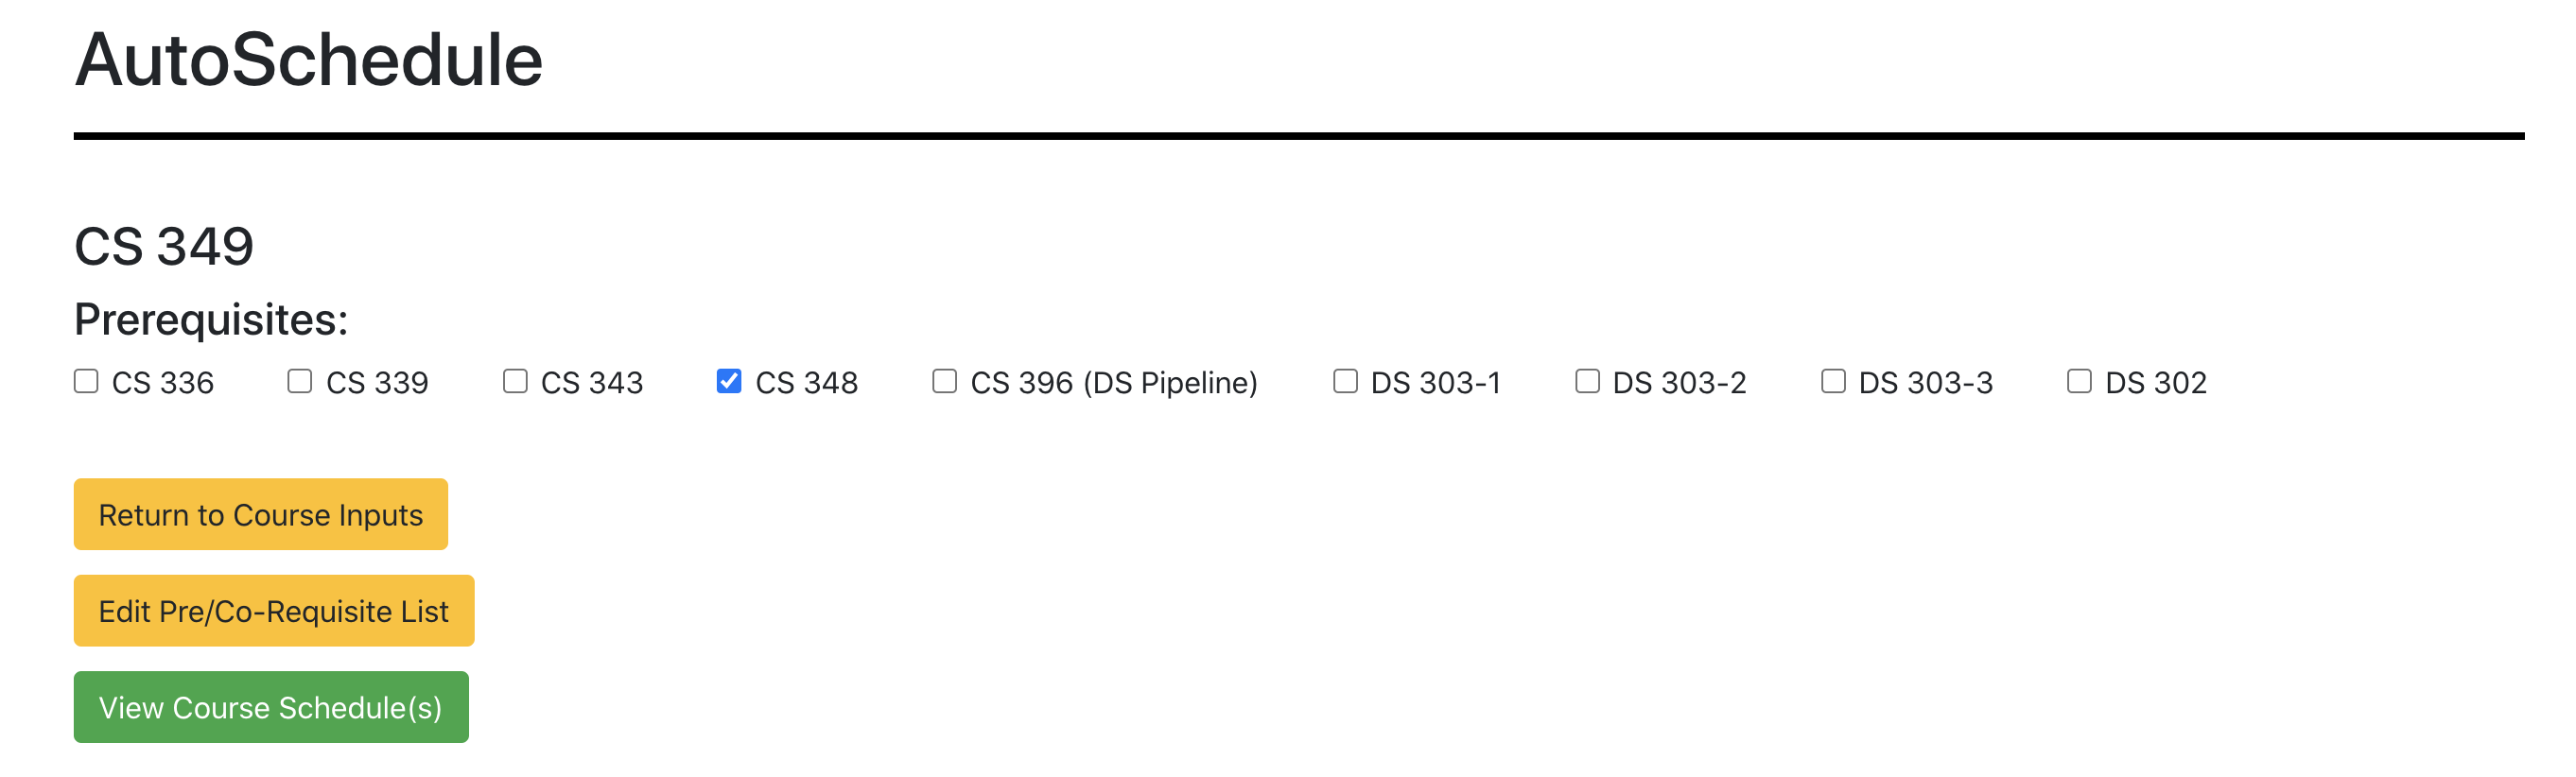 AutoSchedule
CS 349
Prerequisites:
CS 336 CS 339 CS 343 CS 348 CS 396 (DS Pipeline) DS 303-1 DS 303-2 DS 303-3 DS 302
Return to Course Inputs
Edit Pre/Co-Requisite List
View Course Schedule(s)